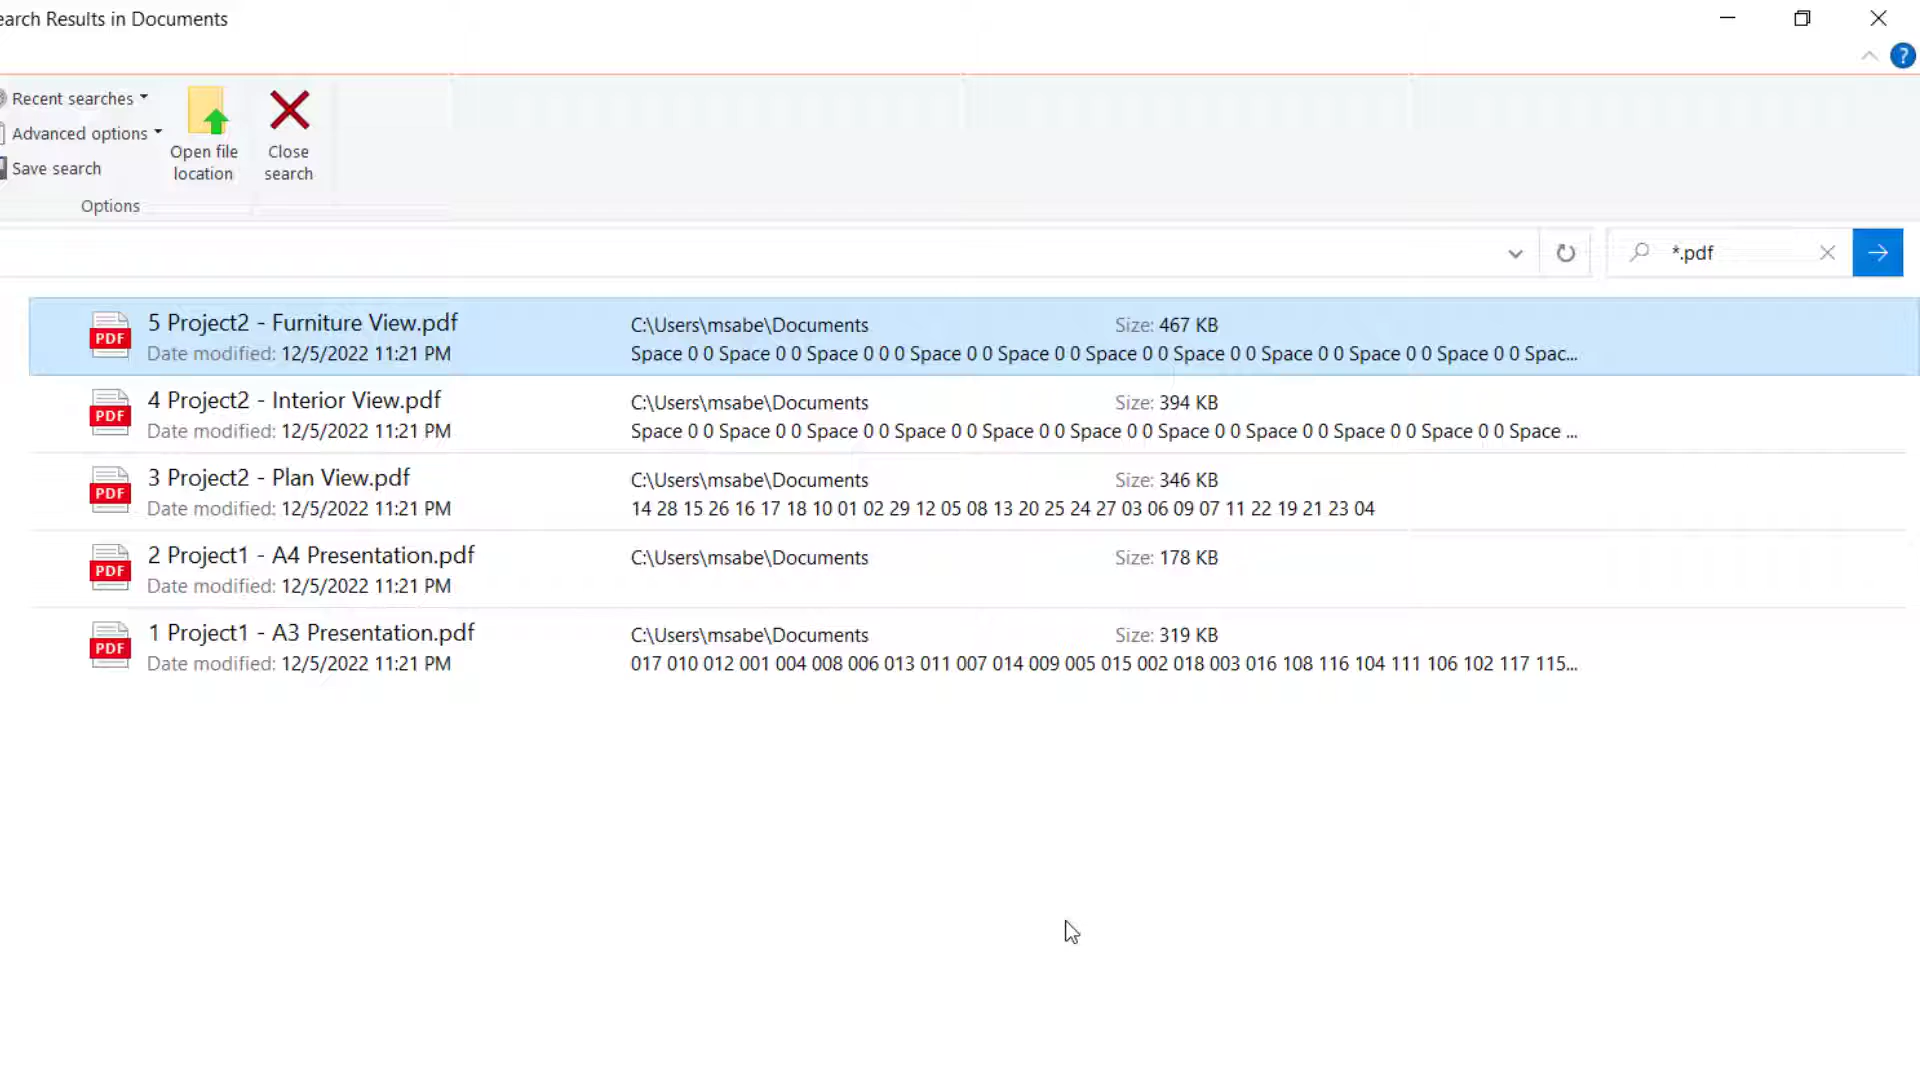 earch Results in Documents
?
Recent searches
Advanced options
Save search
Open file location
Close search
Options
*.pdf
PDF
5 Project2 - Furniture View.pdf
C:\Users\msabe\Documents
Size: 467 KB
Date modified: 12/5/2022 11:21 PM
Space 0 0 Space 0 0 Space 0 0 0 Space 0 0 Space 0 0 Space 0 0 Space 0 0 Space 0 0 Space 0 0 Space 0 0 Spac...
PDF
4 Project2 - Interior View.pdf
C:\Users\msabe\Documents
Size: 394 KB
Date modified: 12/5/2022 11:21 PM
Space 0 0 Space 0 0 Space 0 0 Space 0 0 Space 0 0 Space 0 0 Space 0 0 Space 0 0 Space 0 0 Space 0 0 Space ...
PDF
3 Project2 - Plan View.pdf
C:\Users\msabe\Documents
Size: 346 KB
Date modified: 12/5/2022 11:21 PM
14 28 15 26 16 17 18 10 01 02 29 12 05 08 13 20 25 24 27 03 06 09 07 11 22 19 21 23 04
PDF
2 Project1 - A4 Presentation.pdf
C:\Users\msabe\Documents
Size: 178 KB
Date modified: 12/5/2022 11:21 PM
PDF
1 Project1 - A3 Presentation.pdf
C:\Users\msabe\Documents
Size: 319 KB
Date modified: 12/5/2022 11:21 PM
017 010 012 001 004 008 006 013 011 007 014 009 005 015 002 018 003 016 108 116 104 111 106 102 117 115...